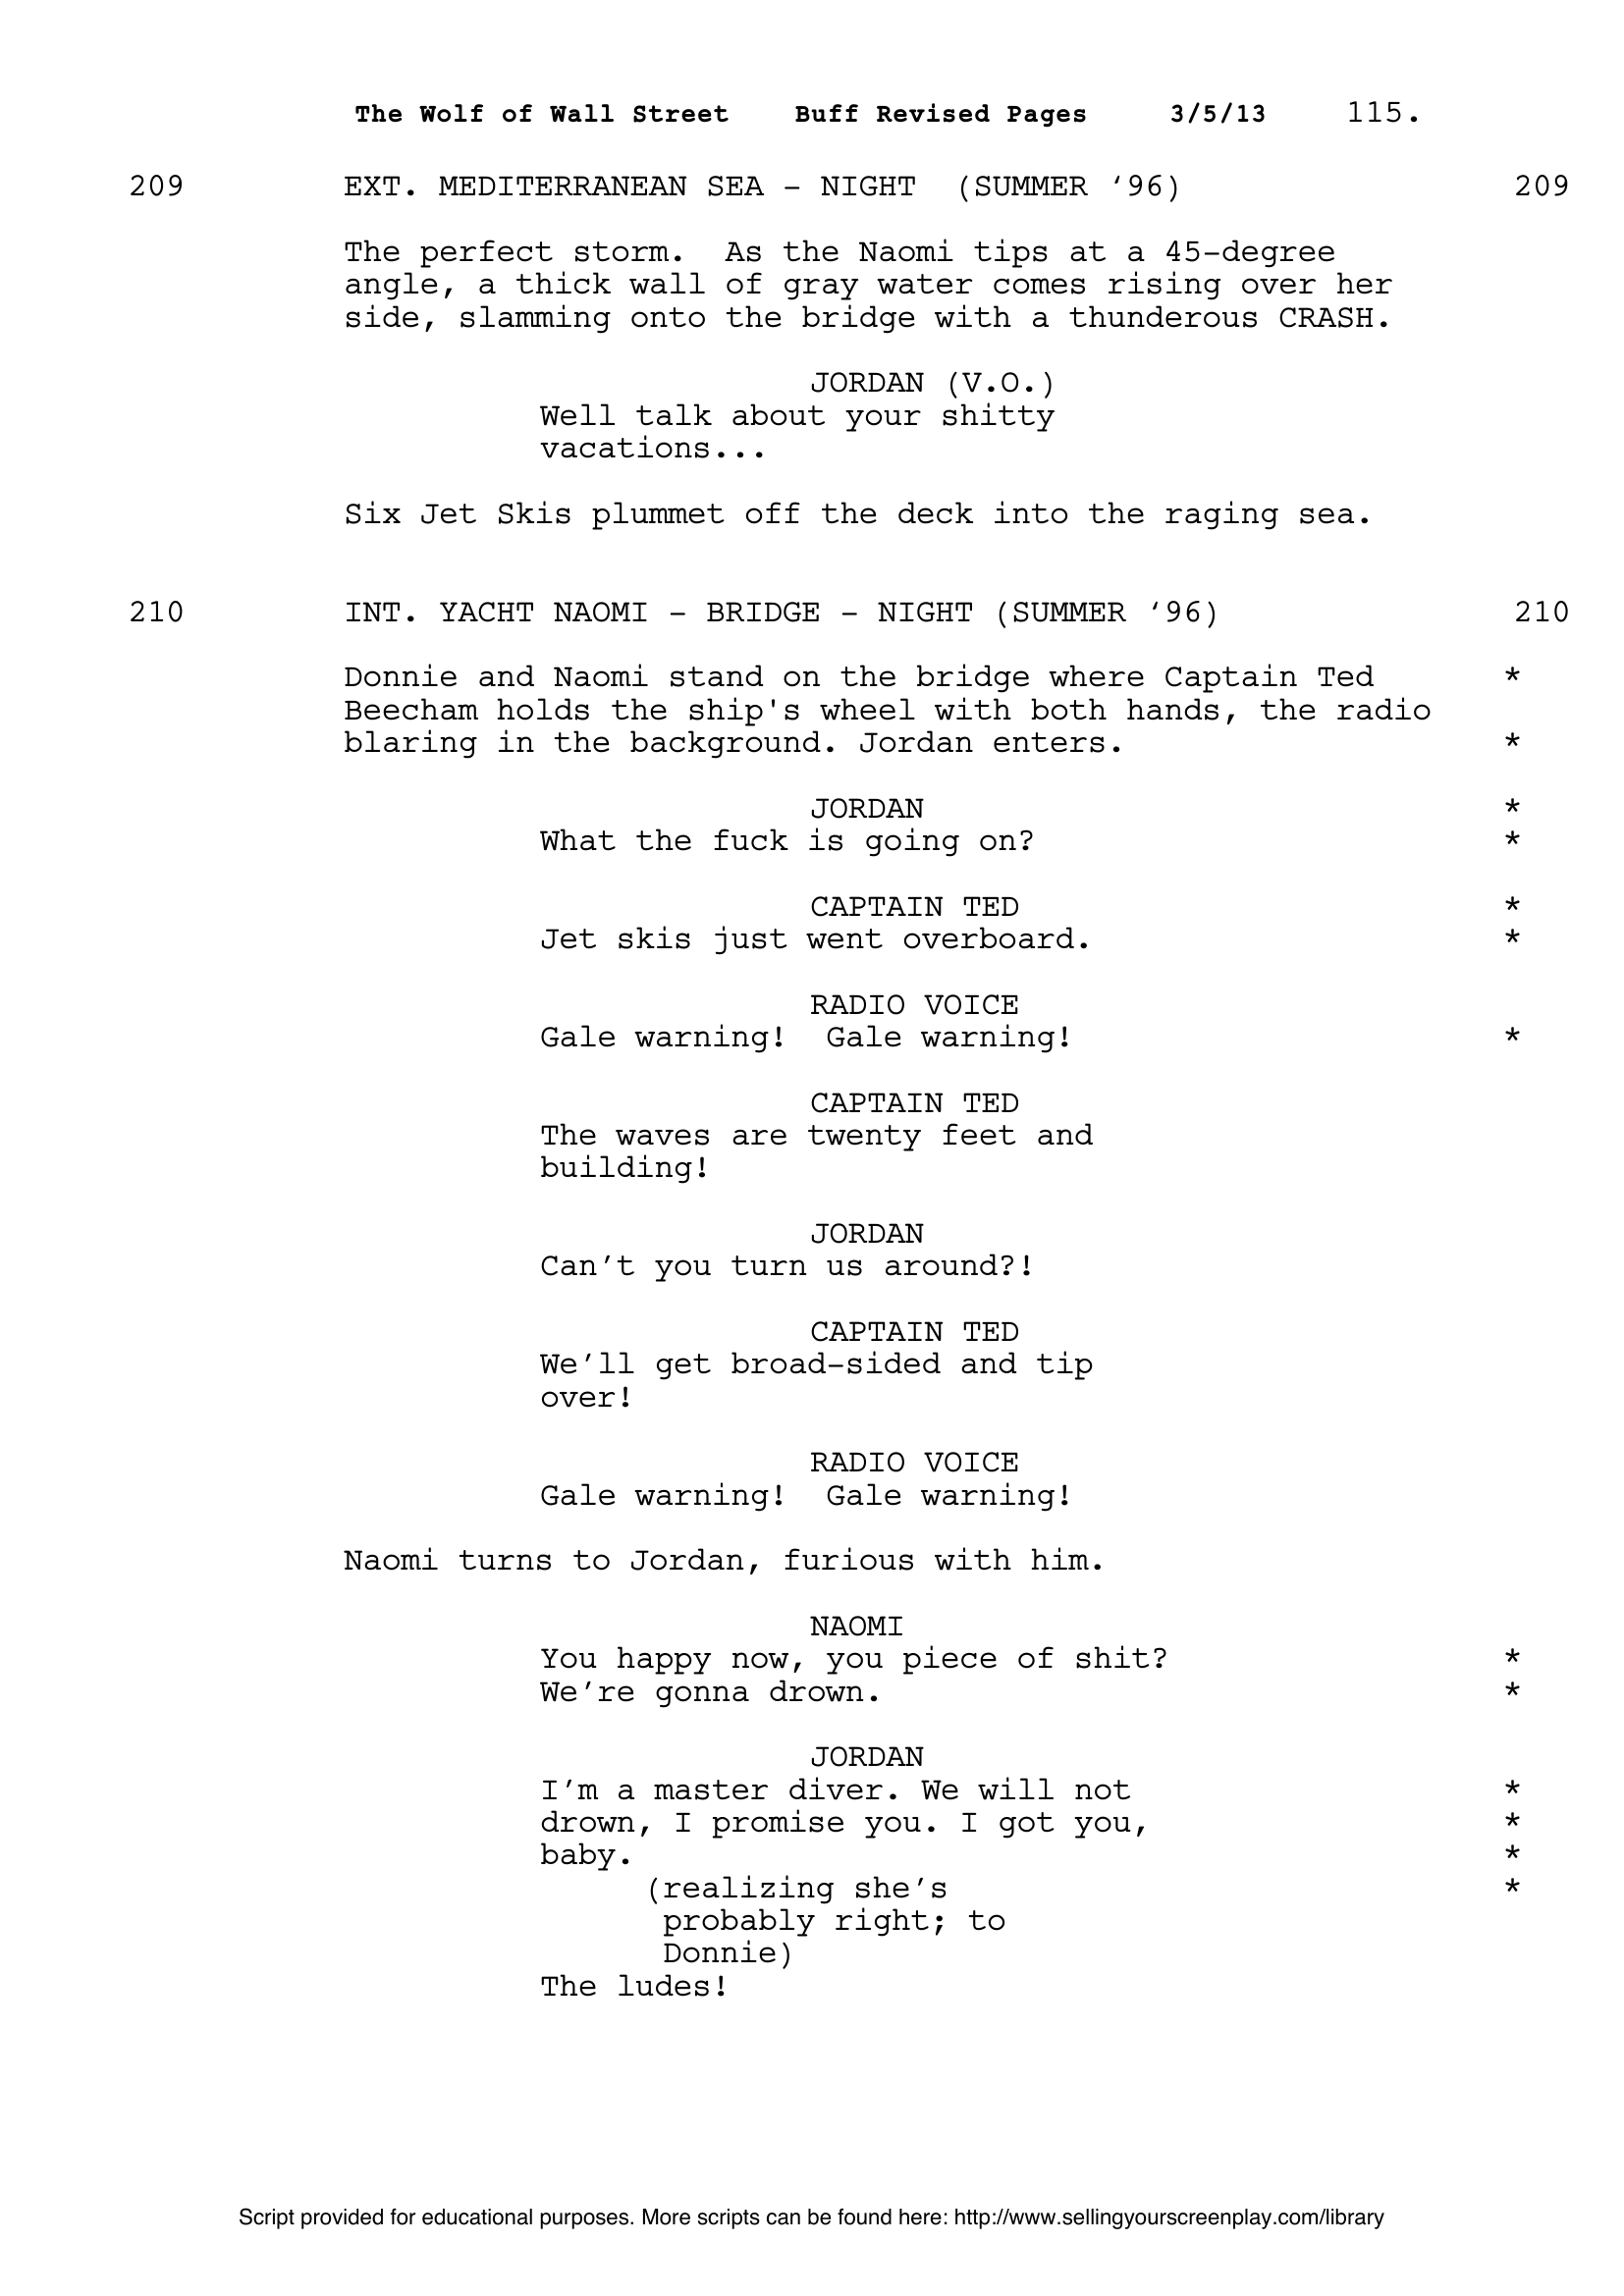 The Wolf of Wall Street    Buff Revised Pages    3/5/13    115.
209 EXT. MEDITERRANEAN SEA - NIGHT  (SUMMER ‘96) 209
The perfect storm.  As the Naomi tips at a 45-degree
angle, a thick wall of gray water comes rising over her
side, slamming onto the bridge with a thunderous CRASH.
JORDAN (V.O.)
Well talk about your shitty
vacations...
Six Jet Skis plummet off the deck into the raging sea.
210 INT. YACHT NAOMI - BRIDGE - NIGHT (SUMMER ‘96) 210
Donnie and Naomi stand on the bridge where Captain Ted *
Beecham holds the ship's wheel with both hands, the radio
blaring in the background. Jordan enters. *
JORDAN *
What the fuck is going on? *
CAPTAIN TED *
Jet skis just went overboard. *
RADIO VOICE
Gale warning!  Gale warning! *
CAPTAIN TED
The waves are twenty feet and
building!
JORDAN
Can’t you turn us around?!
CAPTAIN TED
We’ll get broad-sided and tip
over!
RADIO VOICE
Gale warning!  Gale warning!
Naomi turns to Jordan, furious with him.
NAOMI
You happy now, you piece of shit? *
We’re gonna drown. *
JORDAN
I’m a master diver. We will not *
drown, I promise you. I got you, *
baby. *
(realizing she’s *
probably right; to
Donnie)
The ludes!
Script provided for educational purposes. More scripts can be found here: http://www.sellingyourscreenplay.com/library